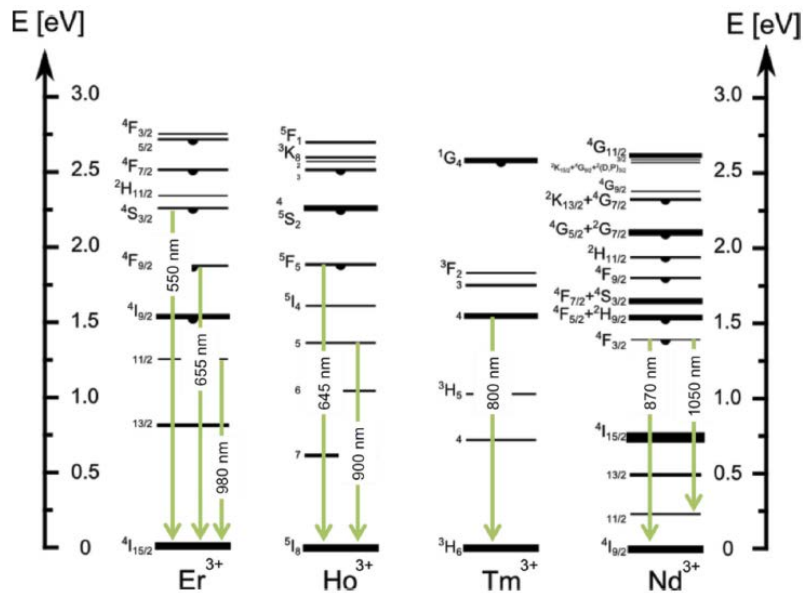 E [eV]
3.0
2.5
2.0
1.5
1.0
0.5
0
⁴F₃/₂
5/2
⁴F₇/₂
²H₁₁/₂
⁴S₃/₂
⁴F₉/₂
⁴I₉/₂
11/2
13/2
⁴I₁₅/₂
550 nm
655 nm
980 nm
Er³⁺
⁵F₁
³K₈
2
3
4
⁵S₂
⁵F₅
⁵I₄
5
6
7
⁵I₈
645 nm
900 nm
Ho³⁺
¹G₄
³F₂
3
4
³H₅
4
³H₆
800 nm
Tm³⁺
⁴G₁₁/₂
⁴G₉/₂
²K₁₃/₂+⁴G₇/₂
⁴G₅/₂+²G₇/₂
²H₁₁/₂
⁴F₉/₂
⁴F₇/₂+⁴S₃/₂
⁴F₅/₂+²H₉/₂
⁴F₃/₂
⁴I₁₅/₂
13/2
11/2
⁴I₉/₂
870 nm
1050 nm
Nd³⁺
E [eV]
3.0
2.5
2.0
1.5
1.0
0.5
0